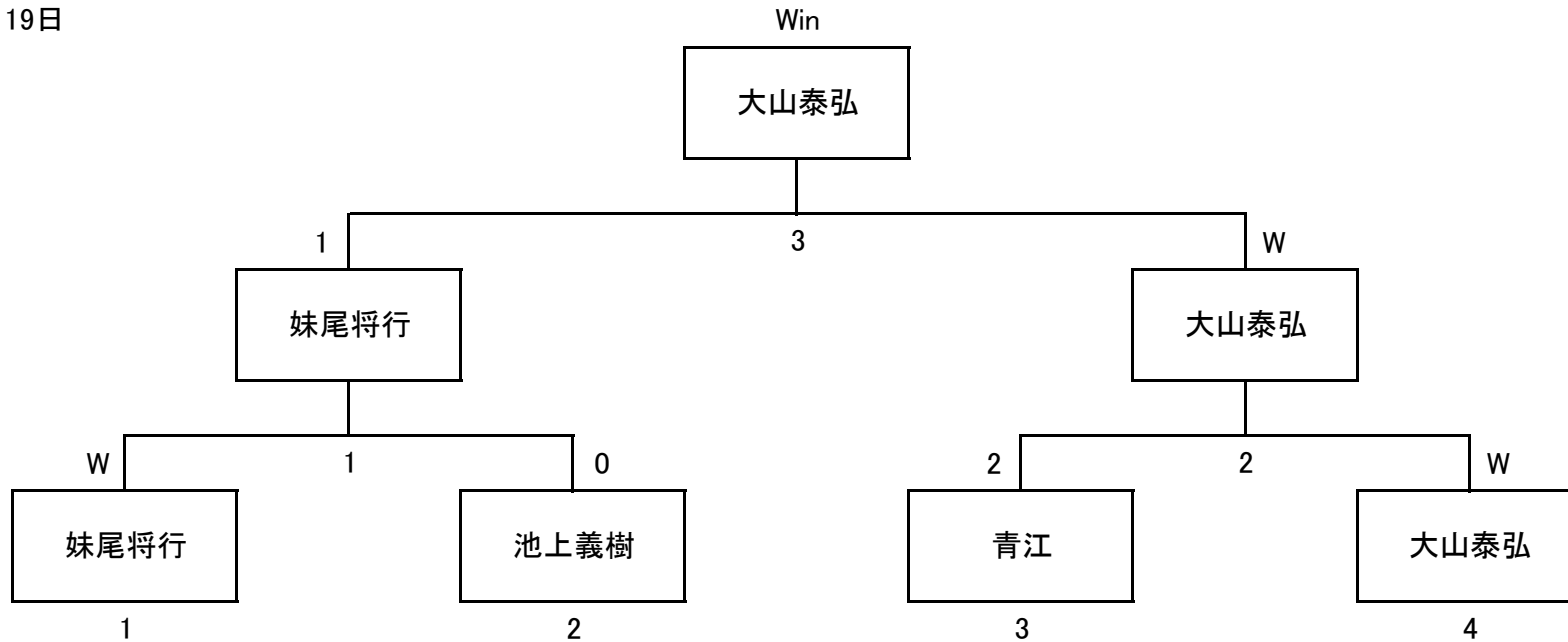 19日
Win
大山泰弘
1 3 W
妹尾将行 大山泰弘
W 1 0 2 2 W
妹尾将行 池上義樹 青江 大山泰弘
1 2 3 4